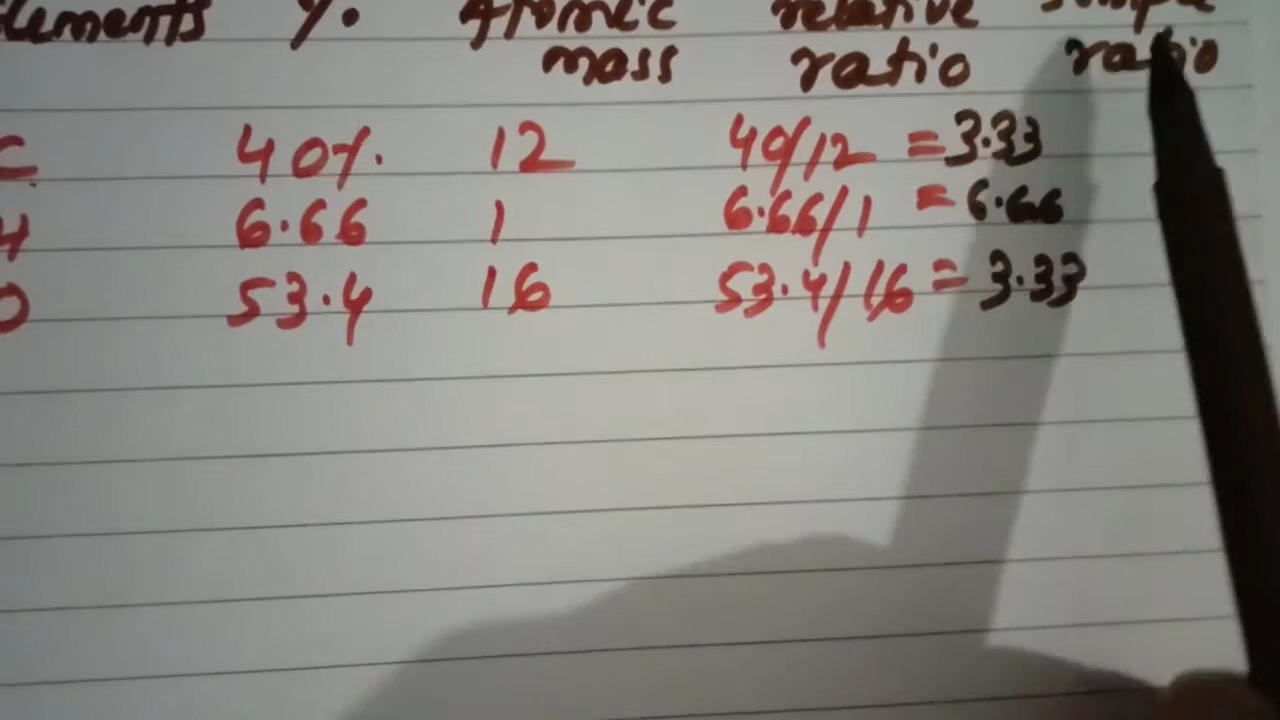 Elements % Atomic mass relative ratio simple ratio
C 40% 12 40/12 = 3.33
H 6.66 1 6.66/1 = 6.66
O 53.4 16 53.4/16 = 3.33